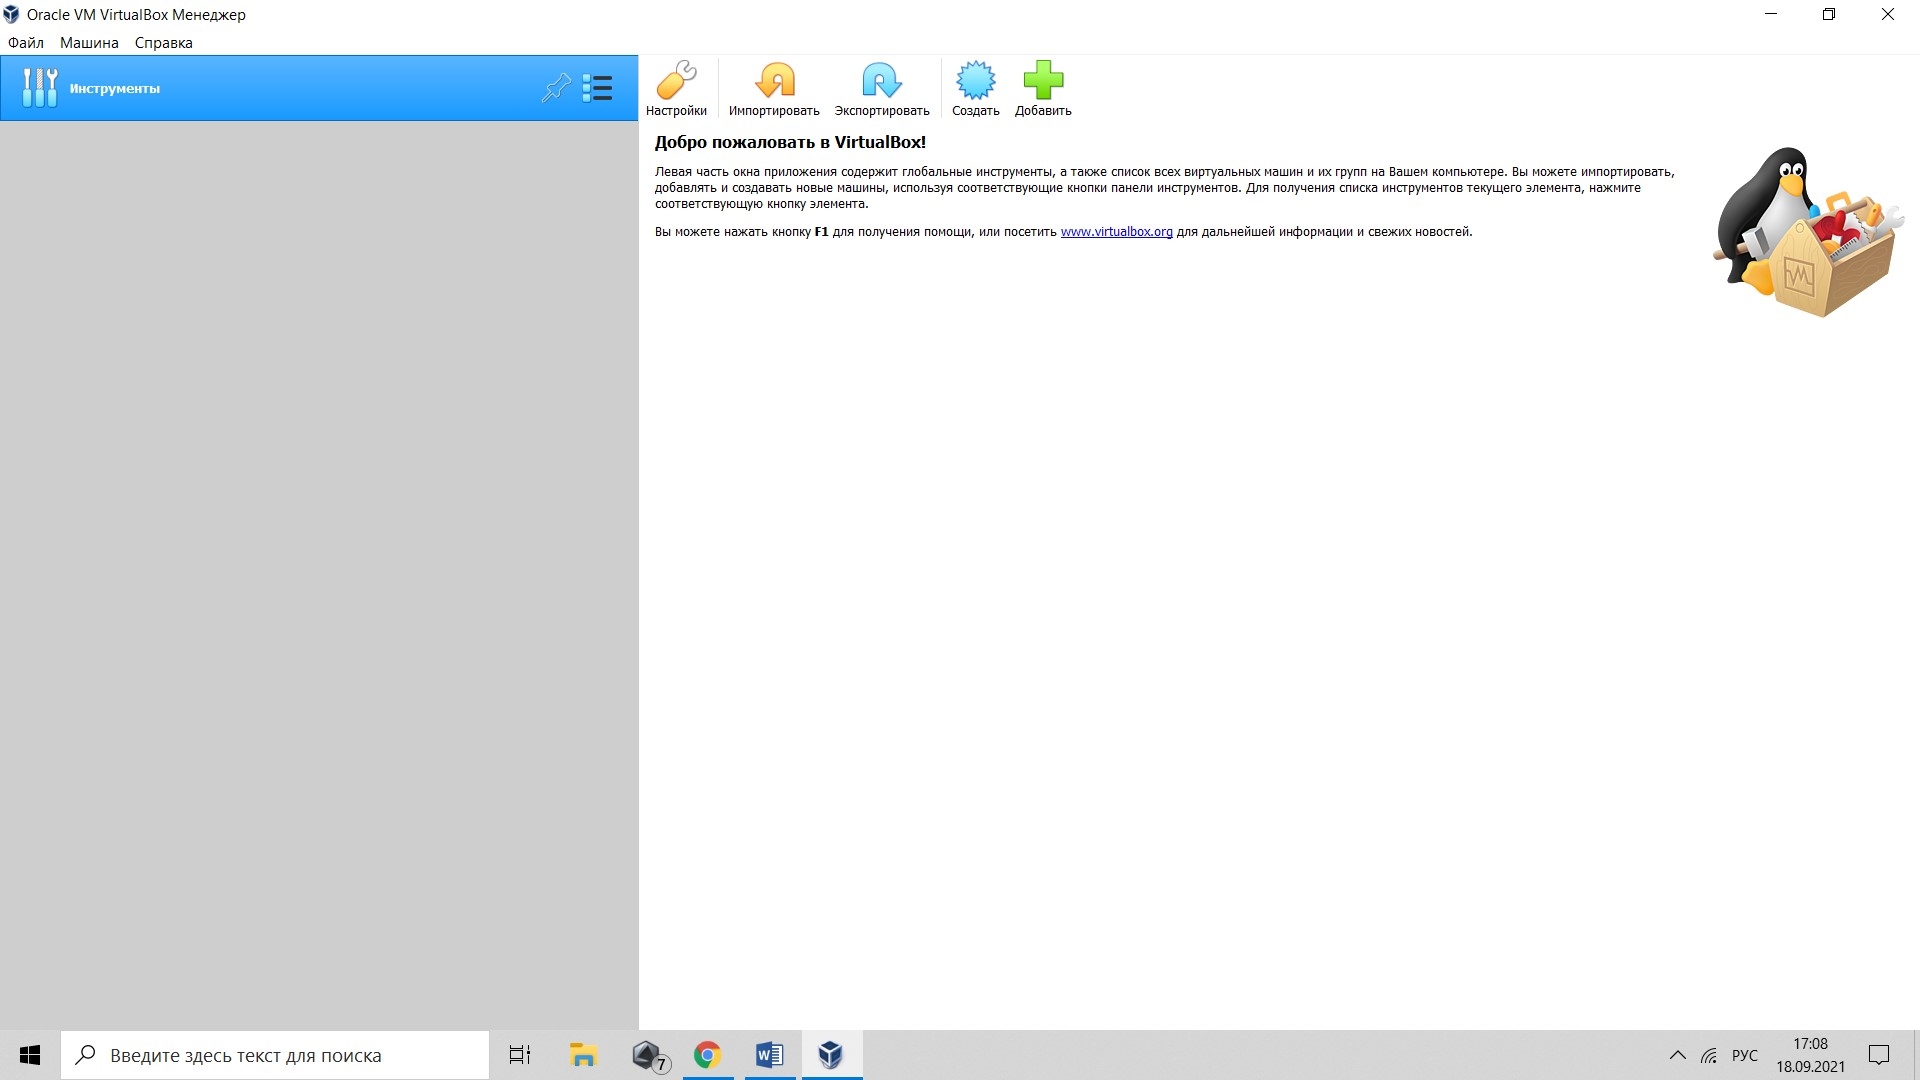 Oracle VM VirtualBox Менеджер
Файл Машина Справка
Инструменты
Настройки Импортировать Экспортировать Создать Добавить
Добро пожаловать в VirtualBox!
Левая часть окна приложения содержит глобальные инструменты, а также список всех виртуальных машин и их групп на Вашем компьютере. Вы можете импортировать,
добавлять и создавать новые машины, используя соответствующие кнопки панели инструментов. Для получения списка инструментов текущего элемента, нажмите
соответствующую кнопку элемента.
Вы можете нажать кнопку F1 для получения помощи, или посетить www.virtualbox.org для дальнейшей информации и свежих новостей.
Введите здесь текст для поиска
7
РУС
17:08
18.09.2021